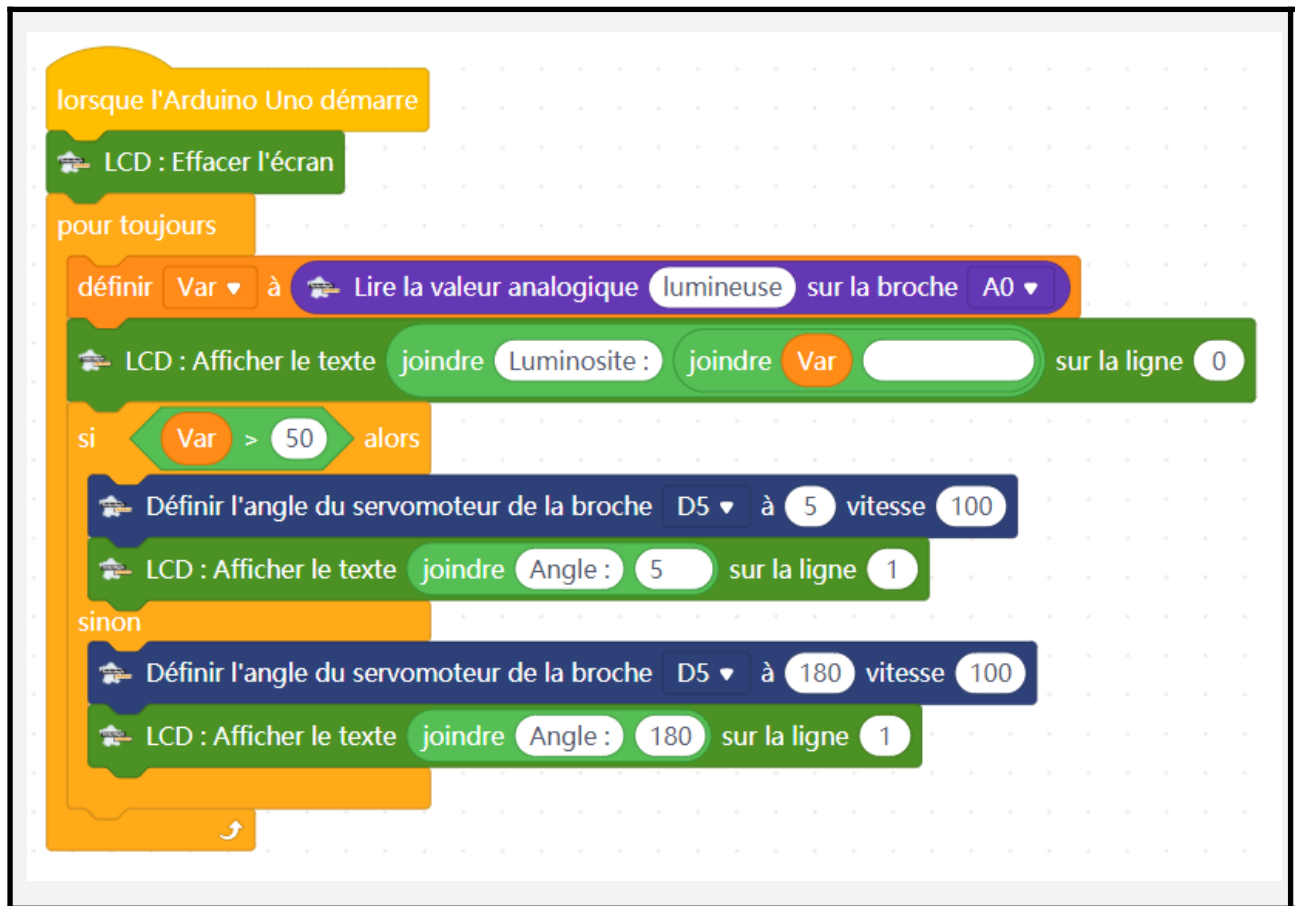 lorsque l'Arduino Uno démarre
LCD : Effacer l'écran
pour toujours
définir Var ▾ à Lire la valeur analogique lumineuse sur la broche A0 ▾
LCD : Afficher le texte joindre Luminosite : joindre Var sur la ligne 0
si Var > 50 alors
Définir l'angle du servomoteur de la broche D5 ▾ à 5 vitesse 100
LCD : Afficher le texte joindre Angle : 5 sur la ligne 1
sinon
Définir l'angle du servomoteur de la broche D5 ▾ à 180 vitesse 100
LCD : Afficher le texte joindre Angle : 180 sur la ligne 1